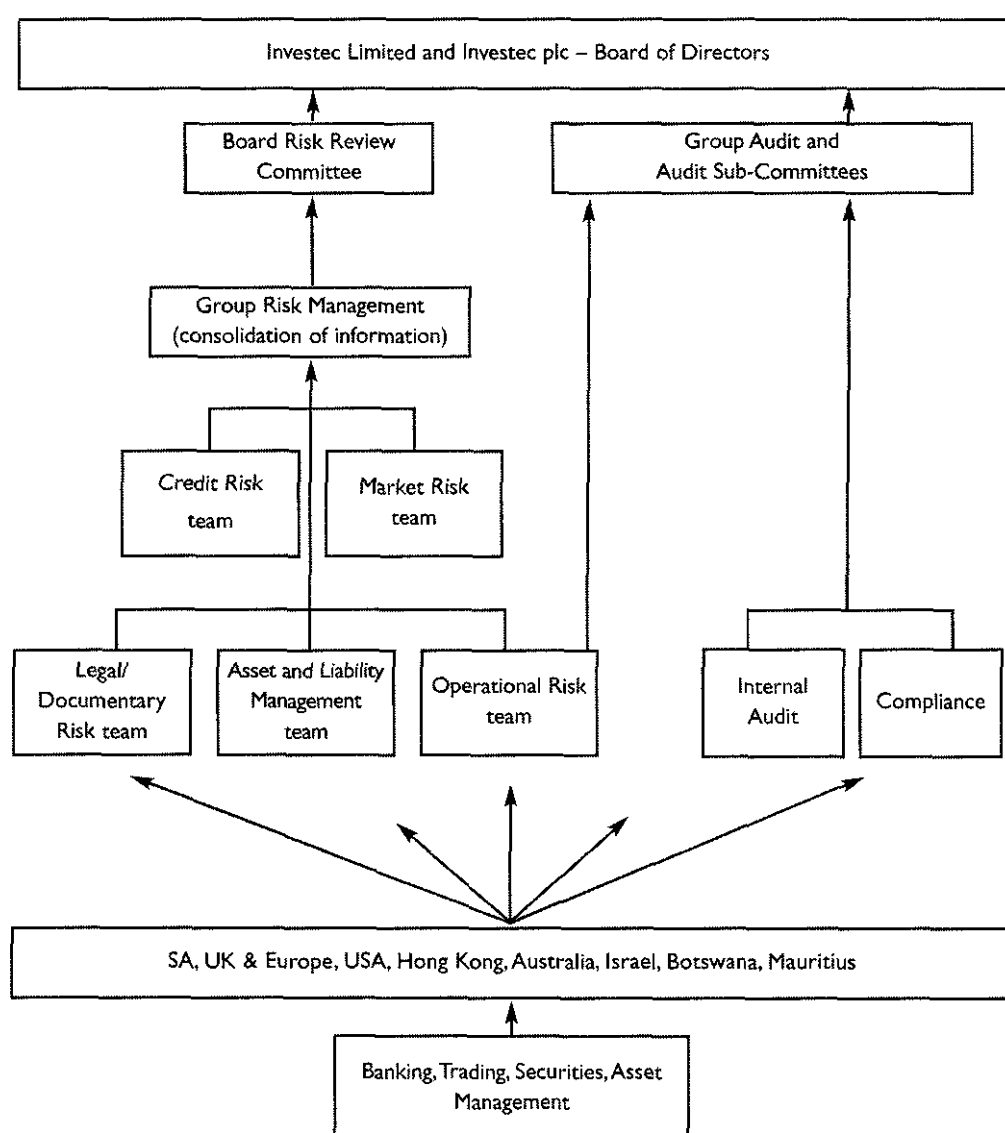 Investec Limited and Investec plc – Board of Directors
Board Risk Review
Committee
Group Audit and
Audit Sub-Committees
Group Risk Management
(consolidation of information)
Credit Risk
team
Market Risk
team
Legal/
Documentary
Risk team
Asset and Liability
Management
team
Operational Risk
team
Internal
Audit
Compliance
SA, UK & Europe, USA, Hong Kong, Australia, Israel, Botswana, Mauritius
Banking, Trading, Securities, Asset
Management